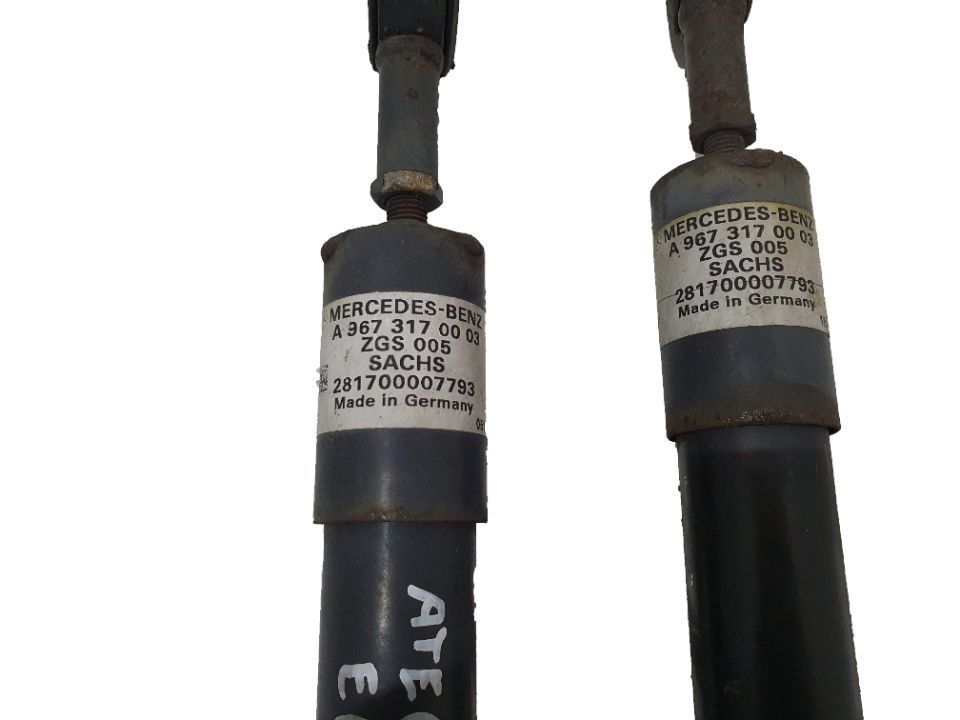 MERCEDES-BENZ
A 967 317 00 03
ZGS 005
SACHS
281700007793
Made in Germany
MERCEDES-BENZ
A 967 317 00 03
ZGS 005
SACHS
281700007793
Made in Germany